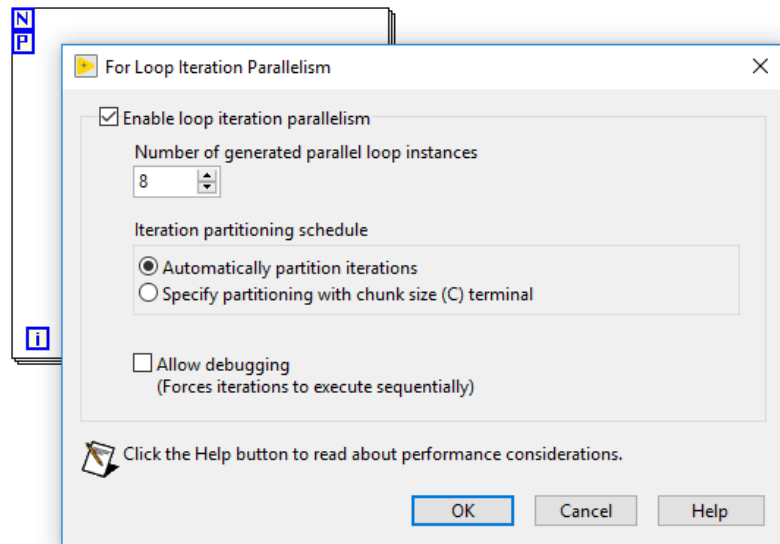 N
P
For Loop Iteration Parallelism
Enable loop iteration parallelism
Number of generated parallel loop instances
8
Iteration partitioning schedule
Automatically partition iterations
Specify partitioning with chunk size (C) terminal
i
Allow debugging
(Forces iterations to execute sequentially)
Click the Help button to read about performance considerations.
OK Cancel Help